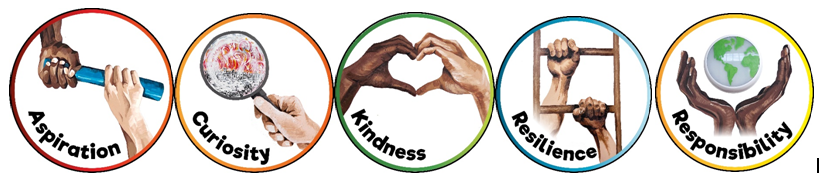 Aspiration
Curiosity
Kindness
Resilience
Responsibility